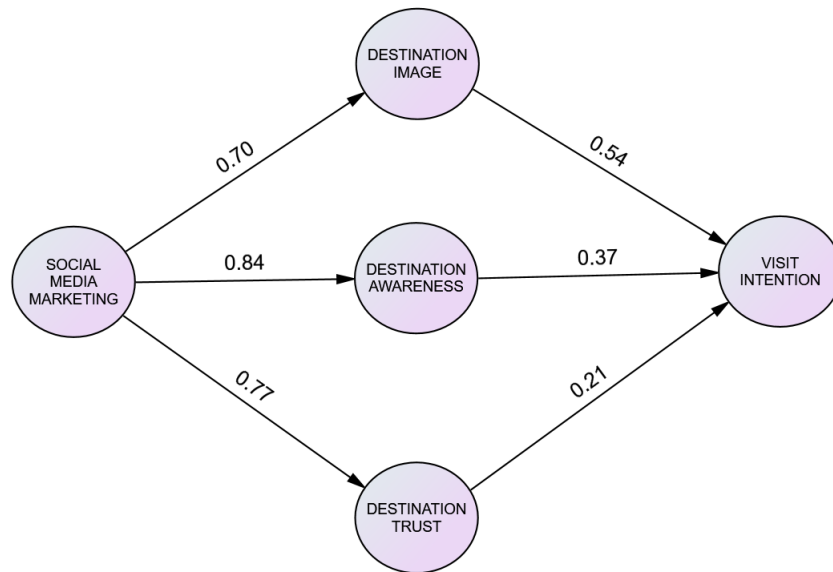 DESTINATION
IMAGE
0.70
0.54
SOCIAL
MEDIA
MARKETING
0.84
DESTINATION
AWARENESS
0.37
VISIT
INTENTION
0.77
0.21
DESTINATION
TRUST